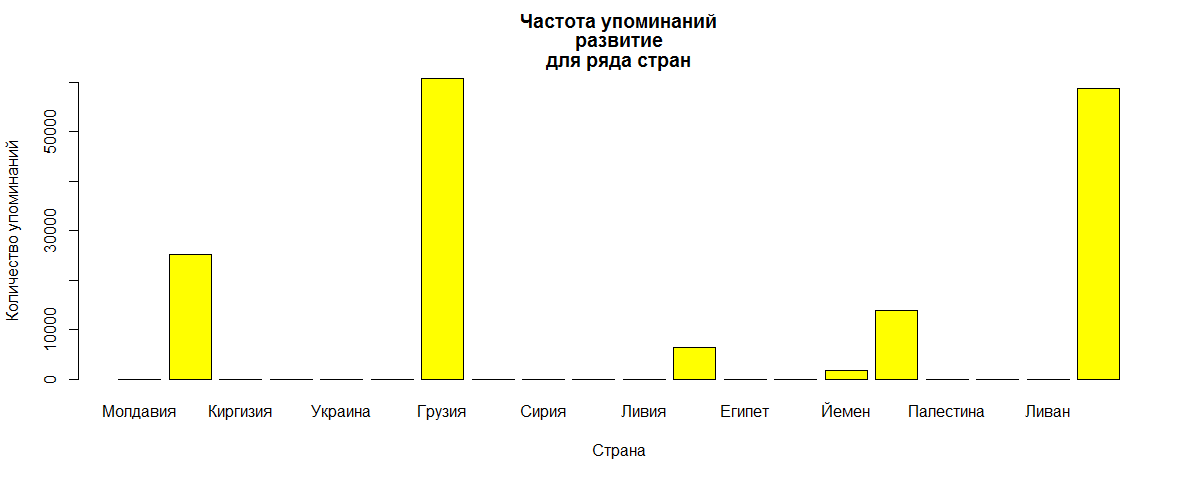 Частота упоминаний
развитие
для ряда стран
Количество упоминаний
50000
30000
10000
0
Молдавия Киргизия Украина Грузия Сирия Ливия Египет Йемен Палестина Ливан
Страна